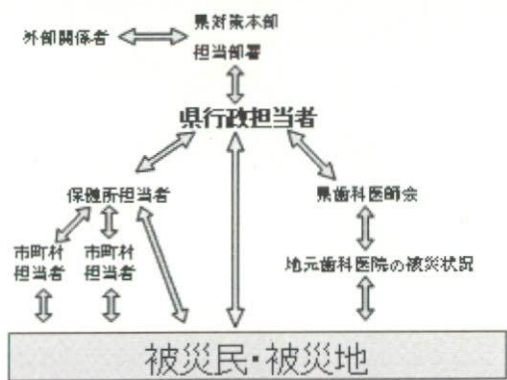 県対策本部
外部関係者
担当部署
県行政担当者
保健所担当者
県歯科医師会
市町村
担当者
市町村
担当者
地元歯科医院の被災状況
被災民・被災地